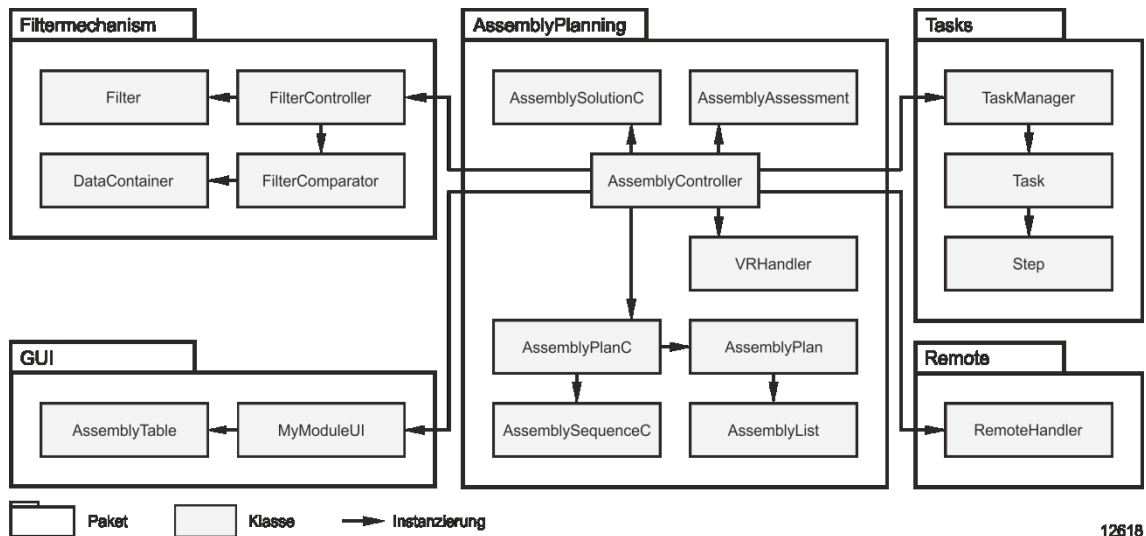 Filtermechanism
Filter
FilterController
DataContainer
FilterComparator
AssemblyPlanning
AssemblySolutionC
AssemblyAssessment
AssemblyController
VRHandler
AssemblyPlanC
AssemblyPlan
AssemblySequenceC
AssemblyList
Tasks
TaskManager
Task
Step
GUI
AssemblyTable
MyModuleUI
Remote
RemoteHandler
Paket
Klasse
Instanzierung
12618